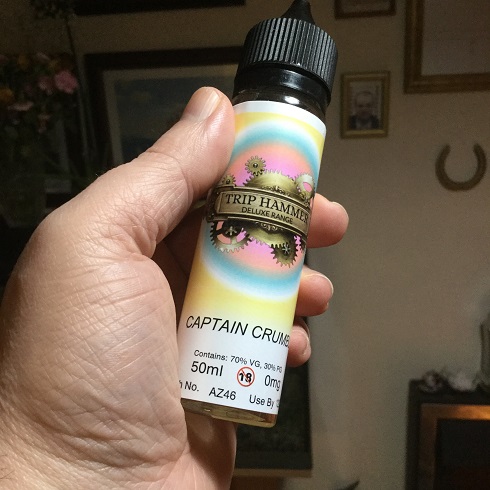 TRIP HAMMER
DELUXE RANGE
CAPTAIN CRUMB
Contains: 70% VG, 30% PG
50ml 18 0mg
No. AZ46 Use By